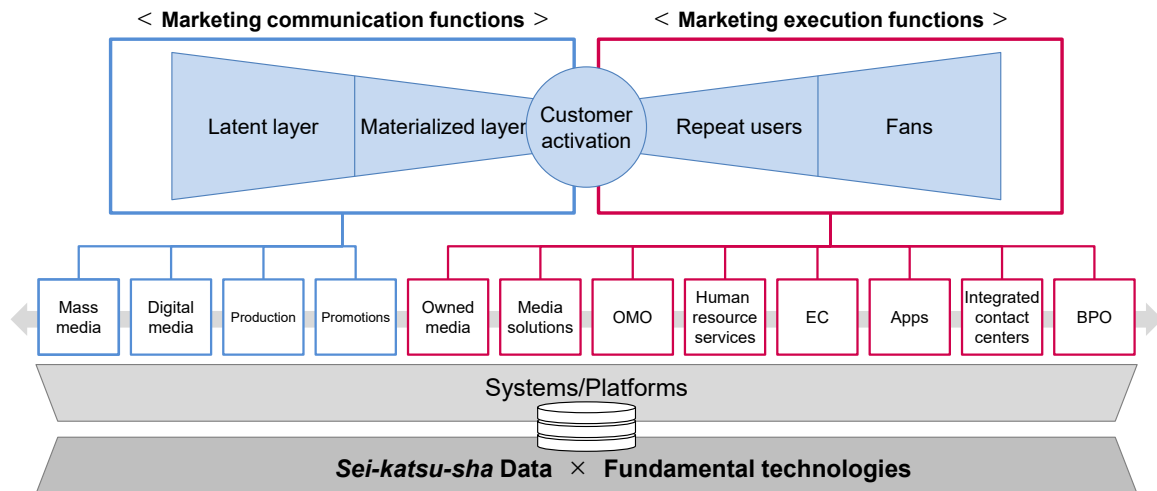 < Marketing communication functions >
< Marketing execution functions >
Latent layer
Materialized layer
Customer
activation
Repeat users
Fans
Mass
media
Digital
media
Production
Promotions
Owned
media
Media
solutions
OMO
Human
resource
services
EC
Apps
Integrated
contact
centers
BPO
Systems/Platforms
Sei-katsu-sha Data × Fundamental technologies